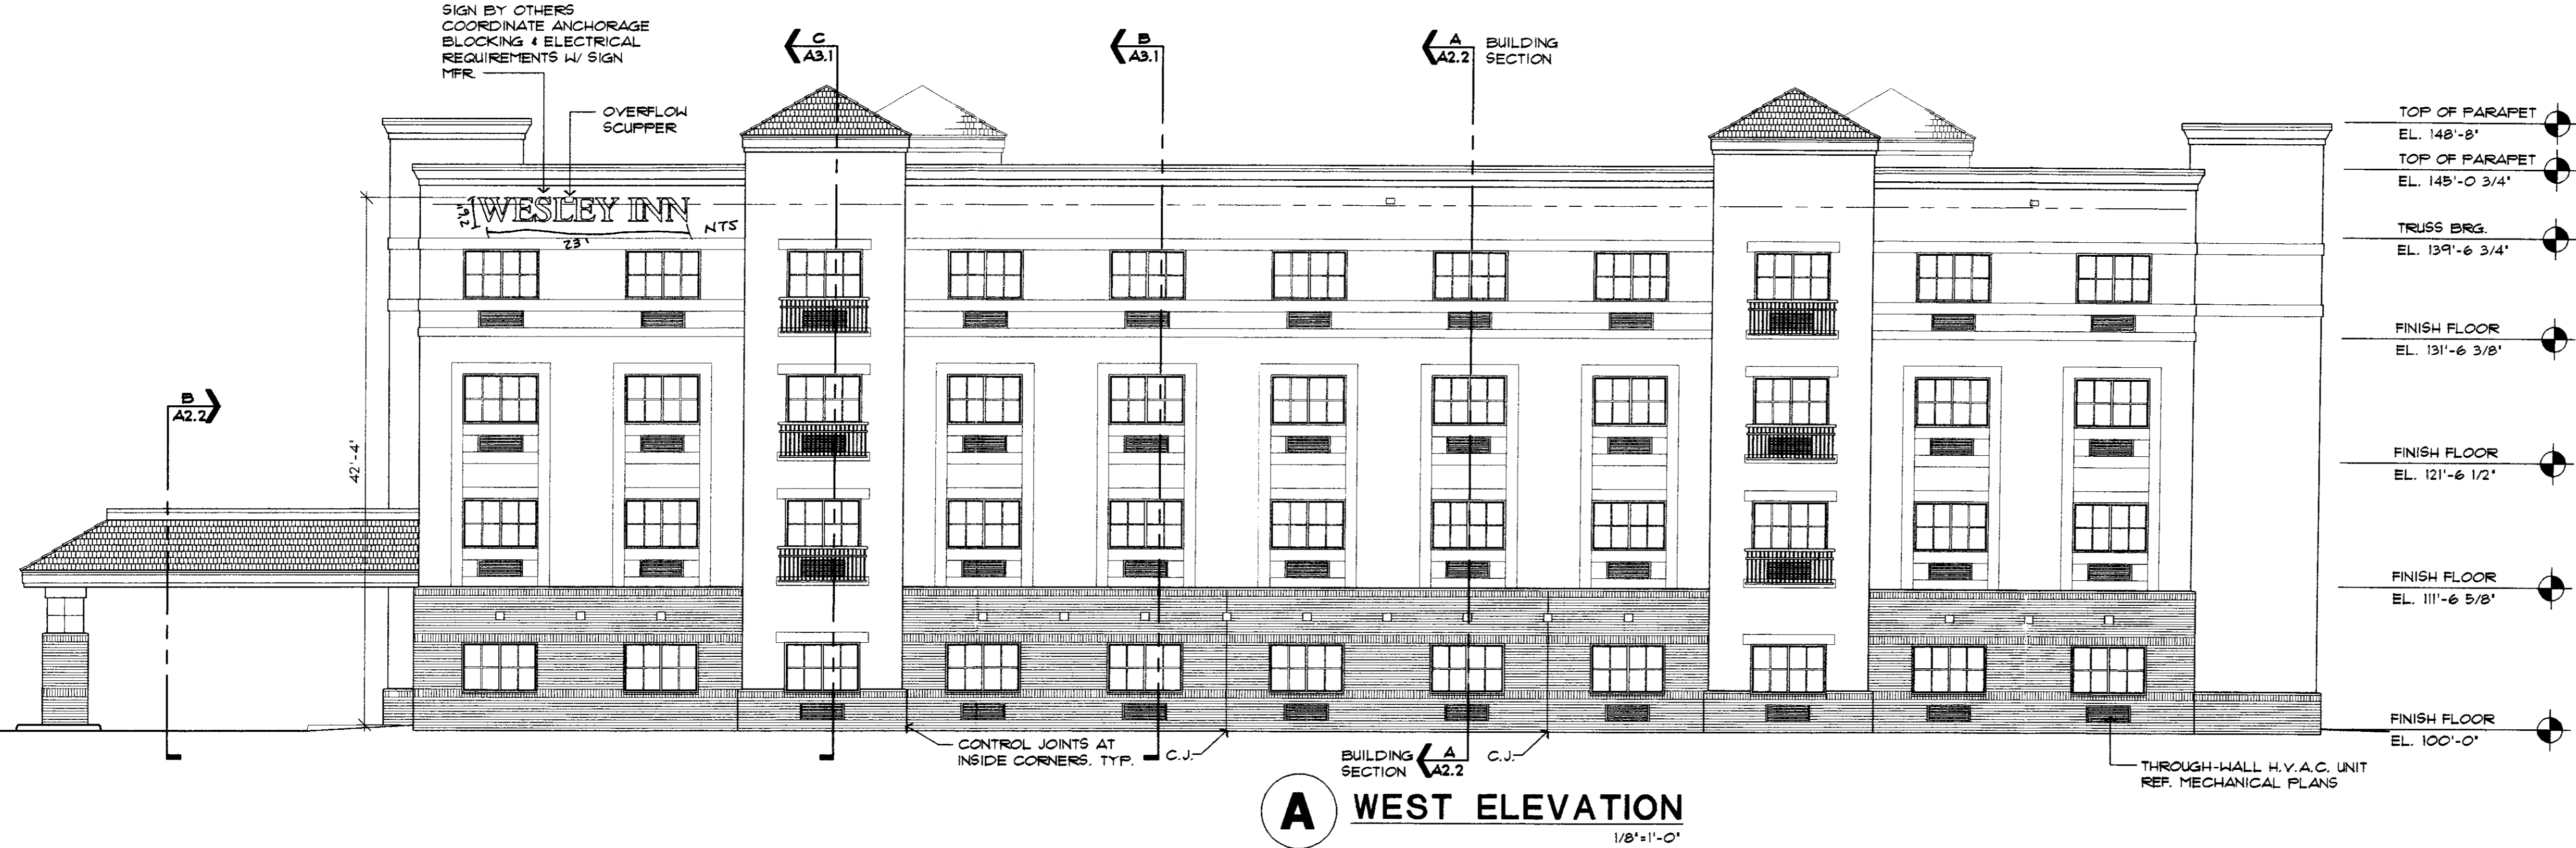 SIGN BY OTHERS
COORDINATE ANCHORAGE
BLOCKING & ELECTRICAL
REQUIREMENTS W/ SIGN
MFR.
OVERFLOW
SCUPPER
C
A3.1
B
A3.1
A
A2.2
BUILDING
SECTION
TOP OF PARAPET
EL. 148'-8"
TOP OF PARAPET
EL. 145'-0 3/4"
WESLEY INN
23'
NTS
TRUSS BRG.
EL. 139'-6 3/4"
FINISH FLOOR
EL. 131'-6 3/8"
B
A2.2
42'-4"
FINISH FLOOR
EL. 121'-6 1/2"
FINISH FLOOR
EL. 111'-6 5/8"
FINISH FLOOR
EL. 100'-0"
CONTROL JOINTS AT
INSIDE CORNERS, TYP.
C.J.
BUILDING
SECTION
A
A2.2
C.J.
THROUGH-WALL H.V.A.C. UNIT
REF. MECHANICAL PLANS
A
WEST ELEVATION
1/8"=1'-0"